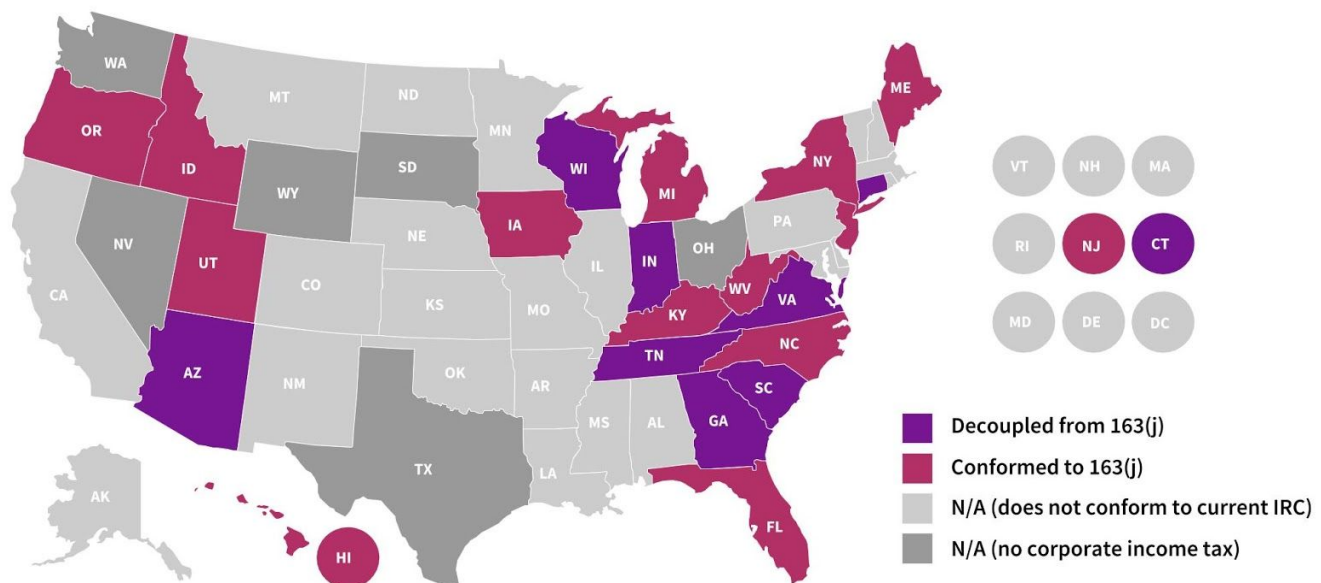 WA
MT
ND
MN
ME
OR
ID
WY
SD
WI
MI
NY
VT
NH
MA
NV
UT
NE
IA
PA
RI
NJ
CT
CA
CO
KS
MO
IL
IN
OH
WV
VA
KY
MD
DE
DC
AZ
NM
OK
AR
TN
NC
SC
MS
AL
GA
TX
LA
FL
AK
HI
Decoupled from 163(j)
Conformed to 163(j)
N/A (does not conform to current IRC)
N/A (no corporate income tax)